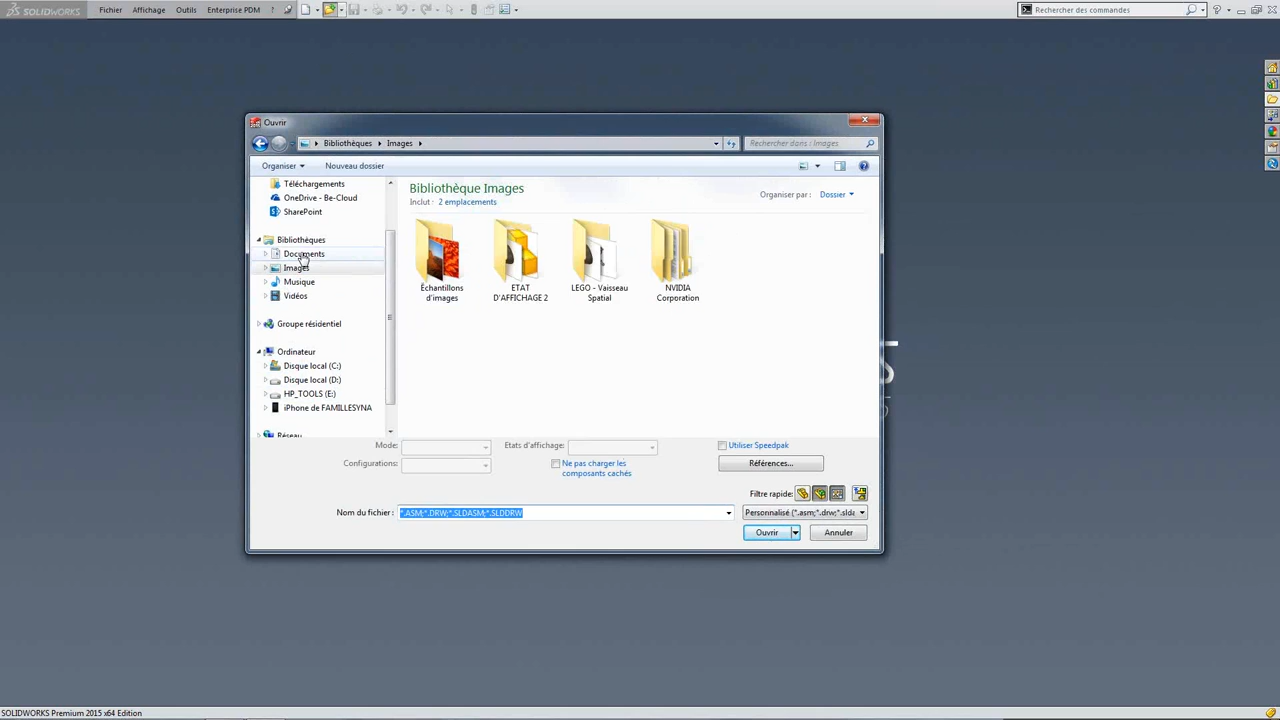 SOLIDWORKS Fichier Affichage Outils Enterprise PDM Rechercher des commandes
Ouvrir
Bibliothèques Images Rechercher dans : Images
Organiser Nouveau dossier
Téléchargements
OneDrive - Be-Cloud
SharePoint
Bibliothèques
Documents
Images
Musique
Vidéos
Groupe résidentiel
Ordinateur
Disque local (C:)
Disque local (D:)
HP_TOOLS (E:)
iPhone de FAMILLESYNA
Réseau
Bibliothèque Images
Inclut : 2 emplacements
Organiser par : Dossier
Échantillons d'images
ETAT D'AFFICHAGE 2
LEGO - Vaisseau Spatial
NVIDIA Corporation
Mode: Etats d'affichage: Utiliser Speedpak
Configurations: Ne pas charger les composants cachés Références...
Filtre rapide:
Nom du fichier : *.ASM;*.DRW;*.SLDASM;*.SLDDRW Personnalisé (*.asm;*.drw;*.slda
Ouvrir Annuler
SOLIDWORKS Premium 2015 x64 Edition